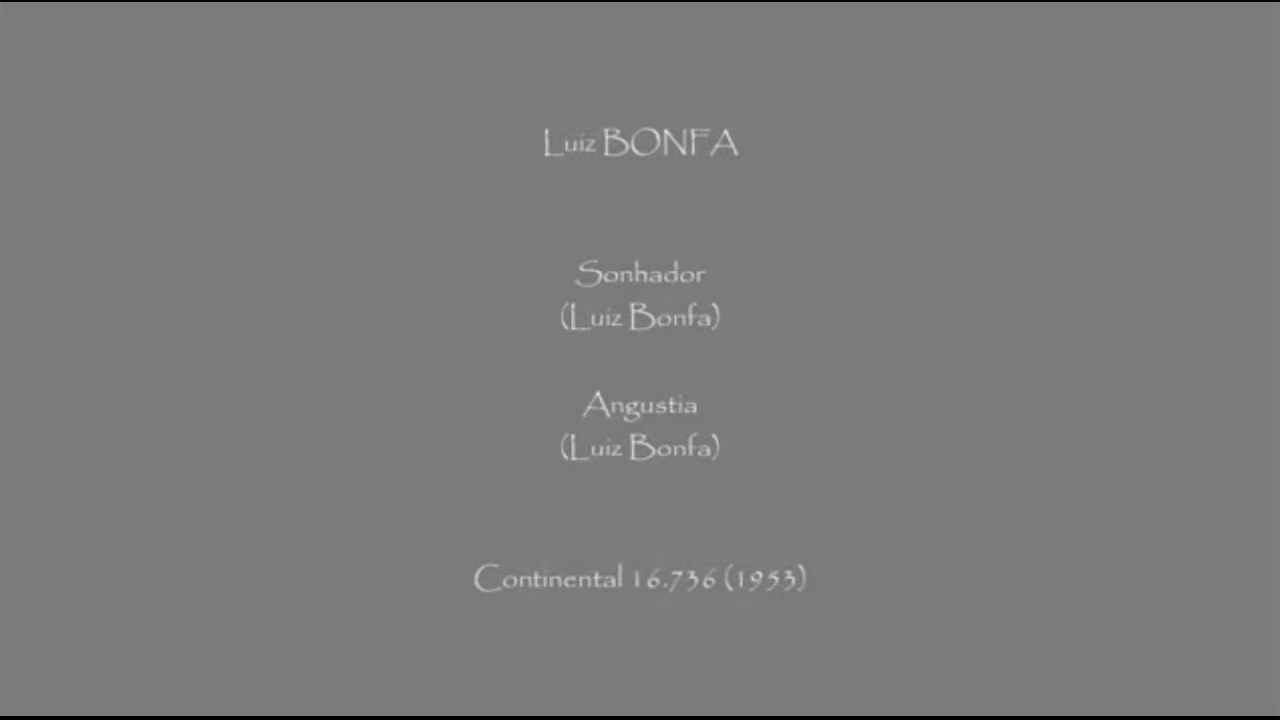 Luiz BONFA
Sonhador
(Luiz Bonfa)
Angustia
(Luiz Bonfa)
Continental 16.736 (1953)